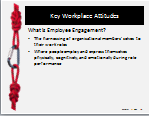 Key Workplace Attitudes
What is Employee Engagement?
• The harnessing of organizational members' selves to
their work roles
• Where people employ and express themselves
physically, cognitively, and emotionally during role
performance